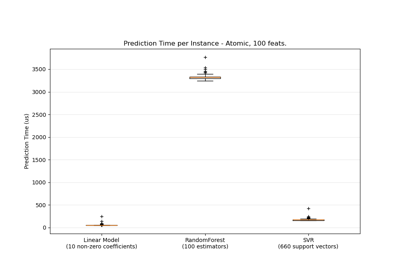 Prediction Time per Instance - Atomic, 100 feats.
Prediction Time (us)
3500
3000
2500
2000
1500
1000
500
0
Linear Model
(10 non-zero coefficients)
RandomForest
(100 estimators)
SVR
(660 support vectors)